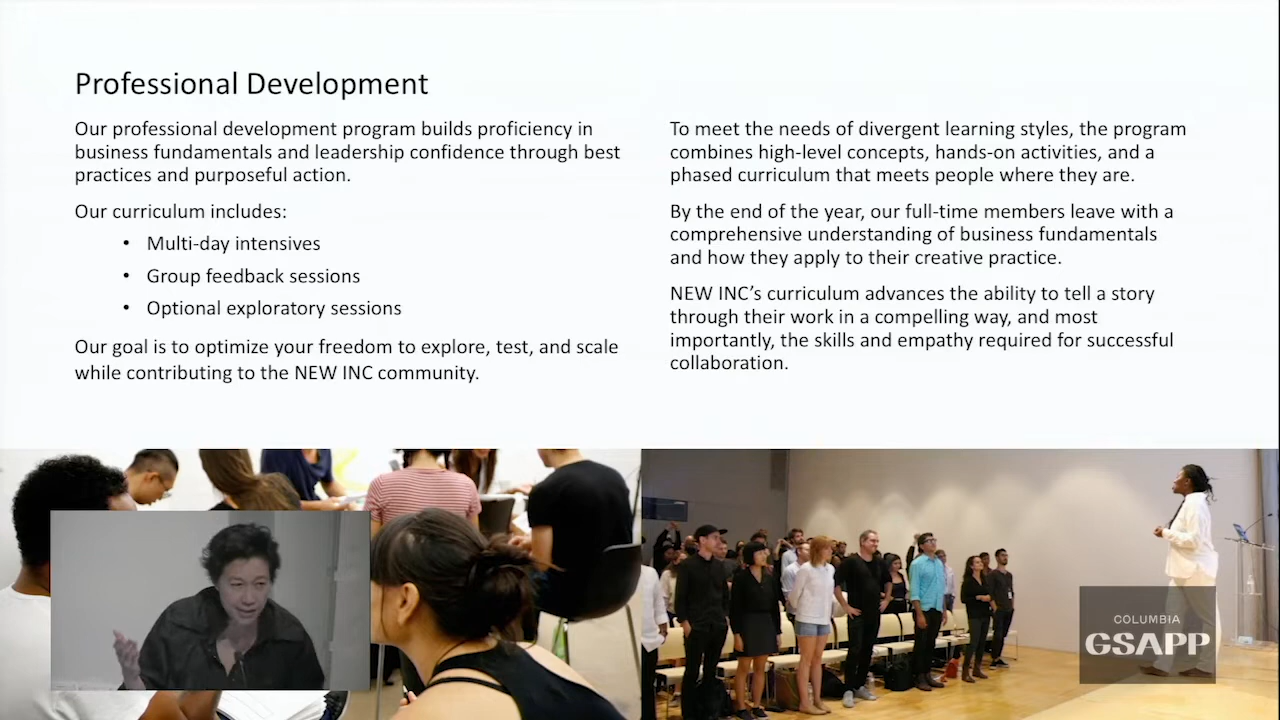 Professional Development
Our professional development program builds proficiency in
business fundamentals and leadership confidence through best
practices and purposeful action.
Our curriculum includes:
• Multi-day intensives
• Group feedback sessions
• Optional exploratory sessions
Our goal is to optimize your freedom to explore, test, and scale
while contributing to the NEW INC community.
To meet the needs of divergent learning styles, the program
combines high-level concepts, hands-on activities, and a
phased curriculum that meets people where they are.
By the end of the year, our full-time members leave with a
comprehensive understanding of business fundamentals
and how they apply to their creative practice.
NEW INC’s curriculum advances the ability to tell a story
through their work in a compelling way, and most
importantly, the skills and empathy required for successful
collaboration.
COLUMBIA
GSAPP